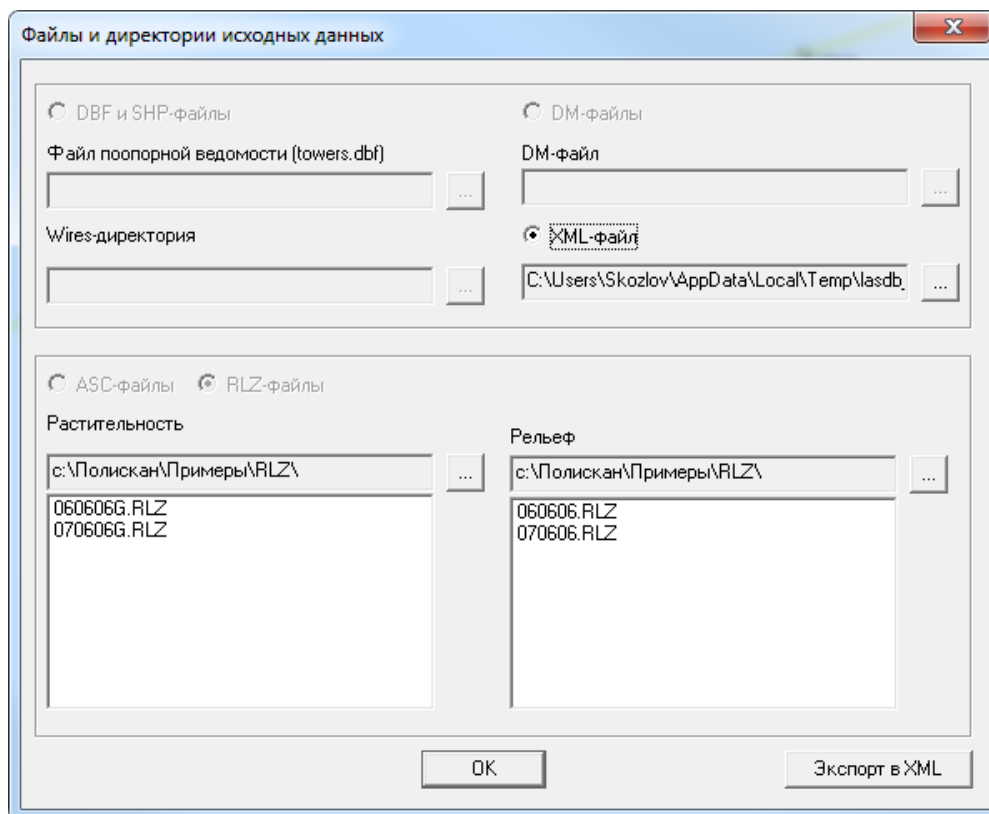 Файлы и директории исходных данных
DBF и SHP-файлы
DM-файлы
Файл поопорной ведомости (towers.dbf)
DM-файл
...
...
Wires-директория
XML-файл
...
C:\Users\Skozlov\AppData\Local\Temp\lasdb_
...
ASC-файлы
RLZ-файлы
Растительность
Рельеф
c:\Полискан\Примеры\RLZ\
...
c:\Полискан\Примеры\RLZ\
...
060606G.RLZ
070606G.RLZ
060606.RLZ
070606.RLZ
OK
Экспорт в XML